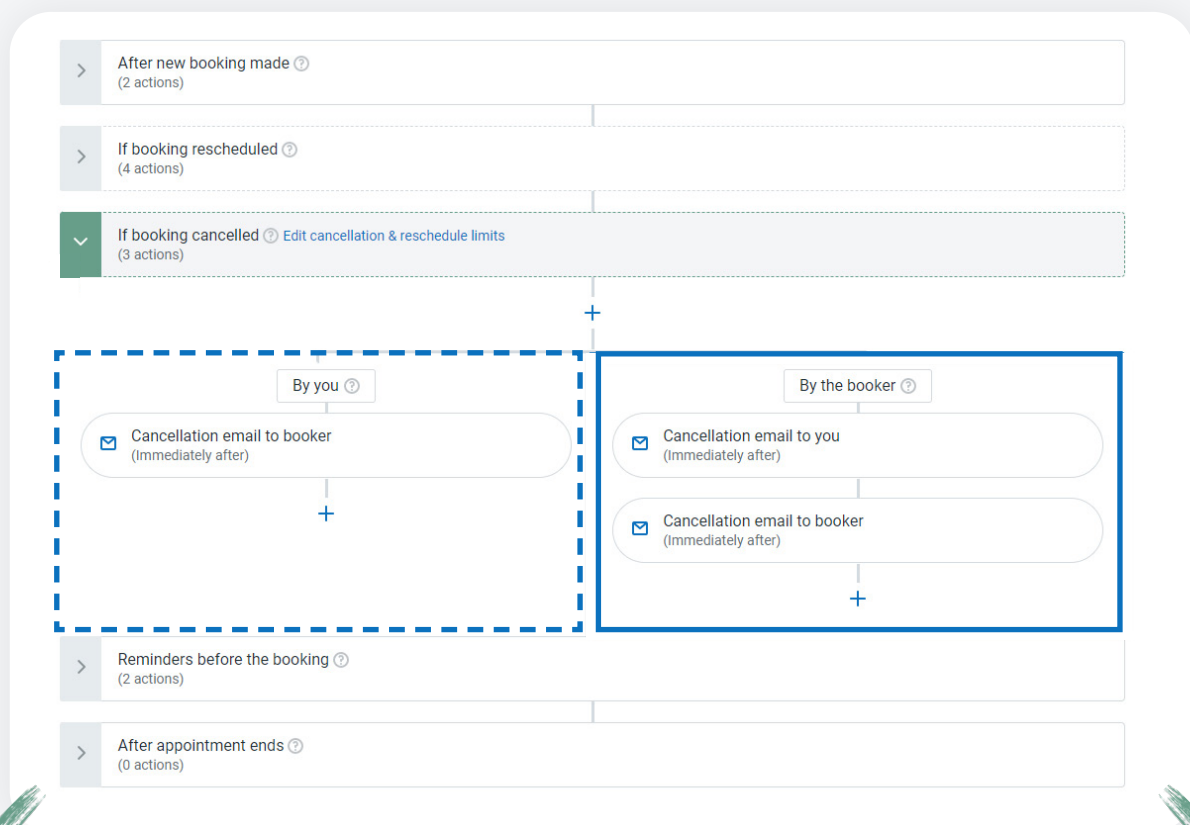 After new booking made
(2 actions)
If booking rescheduled
(4 actions)
If booking cancelled Edit cancellation & reschedule limits
(3 actions)
By you
Cancellation email to booker
(Immediately after)
By the booker
Cancellation email to you
(Immediately after)
Cancellation email to booker
(Immediately after)
Reminders before the booking
(2 actions)
After appointment ends
(0 actions)